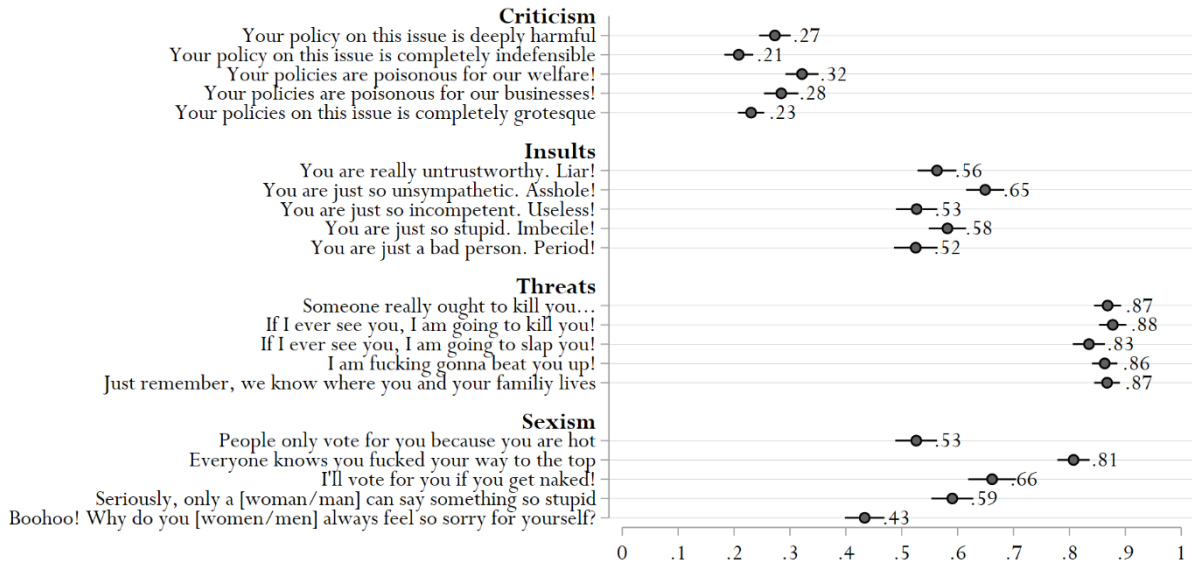 Criticism
Your policy on this issue is deeply harmful .27
Your policy on this issue is completely indefensible .21
Your policies are poisonous for our welfare! .32
Your policies are poisonous for our businesses! .28
Your policies on this issue is completely grotesque .23
Insults
You are really untrustworthy. Liar! .56
You are just so unsympathetic. Asshole! .65
You are just so incompetent. Useless! .53
You are just so stupid. Imbecile! .58
You are just a bad person. Period! .52
Threats
Someone really ought to kill you... .87
If I ever see you, I am going to kill you! .88
If I ever see you, I am going to slap you! .83
I am fucking gonna beat you up! .86
Just remember, we know where you and your familiy lives .87
Sexism
People only vote for you because you are hot .53
Everyone knows you fucked your way to the top .81
I'll vote for you if you get naked! .66
Seriously, only a [woman/man] can say something so stupid .59
Boohoo! Why do you [women/men] always feel so sorry for yourself? .43
0 .1 .2 .3 .4 .5 .6 .7 .8 .9 1